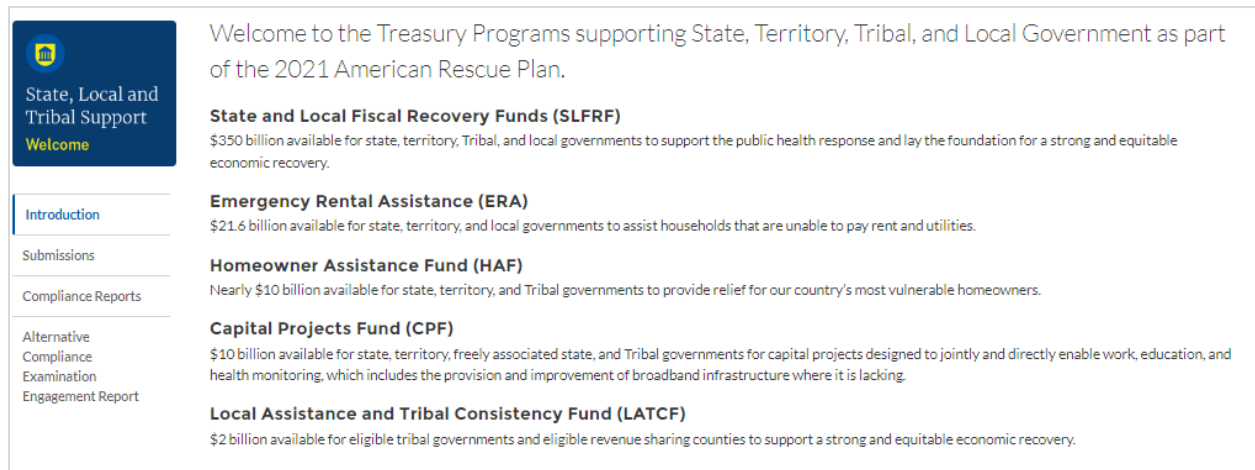 State, Local and
Tribal Support
Welcome
Introduction
Submissions
Compliance Reports
Alternative
Compliance
Examination
Engagement Report
Welcome to the Treasury Programs supporting State, Territory, Tribal, and Local Government as part
of the 2021 American Rescue Plan.
State and Local Fiscal Recovery Funds (SLFRF)
$350 billion available for state, territory, Tribal, and local governments to support the public health response and lay the foundation for a strong and equitable
economic recovery.
Emergency Rental Assistance (ERA)
$21.6 billion available for state, territory, and local governments to assist households that are unable to pay rent and utilities.
Homeowner Assistance Fund (HAF)
Nearly $10 billion available for state, territory, and Tribal governments to provide relief for our country's most vulnerable homeowners.
Capital Projects Fund (CPF)
$10 billion available for state, territory, freely associated state, and Tribal governments for capital projects designed to jointly and directly enable work, education, and
health monitoring, which includes the provision and improvement of broadband infrastructure where it is lacking.
Local Assistance and Tribal Consistency Fund (LATCF)
$2 billion available for eligible tribal governments and eligible revenue sharing counties to support a strong and equitable economic recovery.